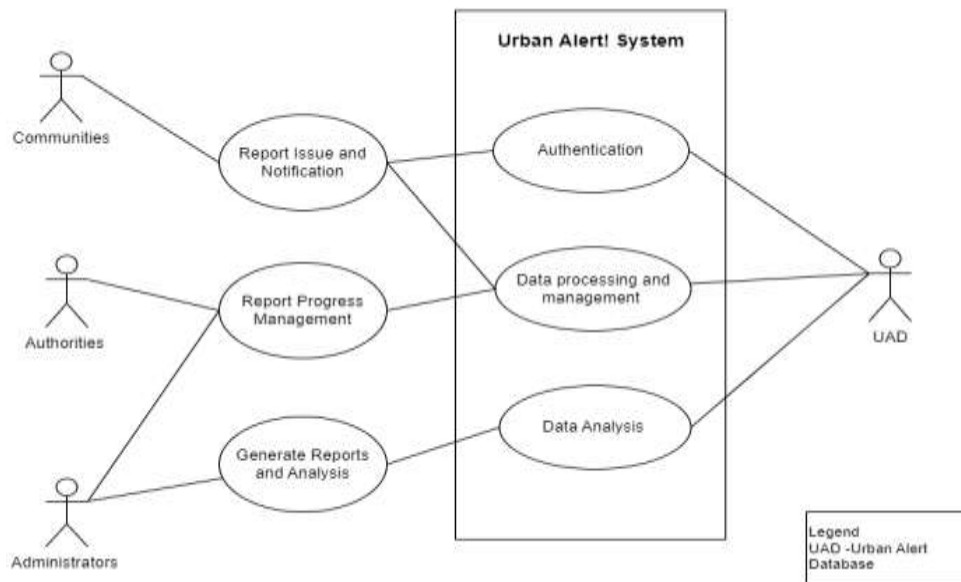 Urban Alert! System
Communities
Report Issue and
Notification
Authentication
Authorities
Report Progress
Management
Data processing and
management
UAD
Administrators
Generate Reports
and Analysis
Data Analysis
Legend
UAD -Urban Alert
Database